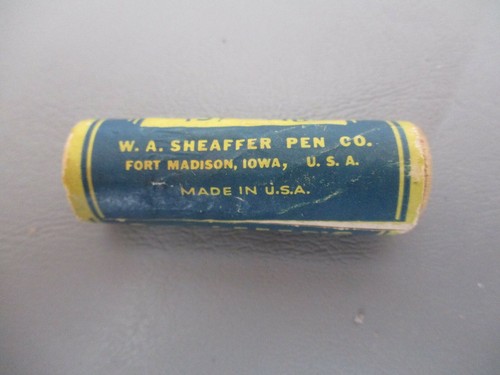 W. A. SHEAFFER PEN CO.
FORT MADISON, IOWA, U. S. A.
MADE IN U.S.A.